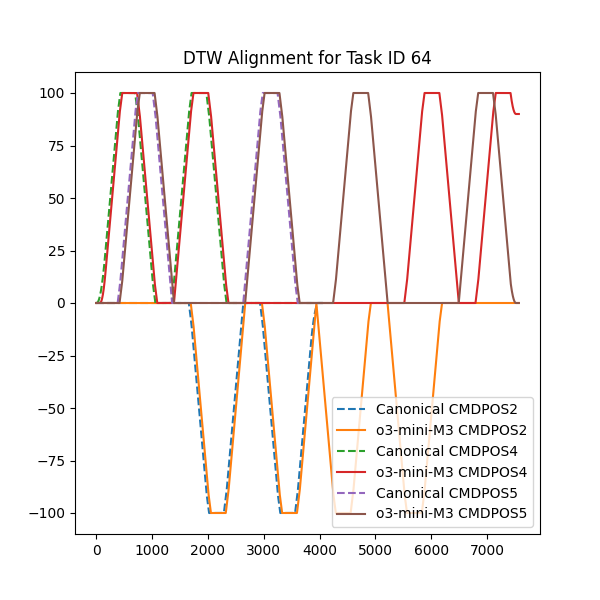 DTW Alignment for Task ID 64
100
75
50
25
0
−25
−50
−75
−100
Canonical CMDPOS2
o3-mini-M3 CMDPOS2
Canonical CMDPOS4
o3-mini-M3 CMDPOS4
Canonical CMDPOS5
o3-mini-M3 CMDPOS5
0 1000 2000 3000 4000 5000 6000 7000